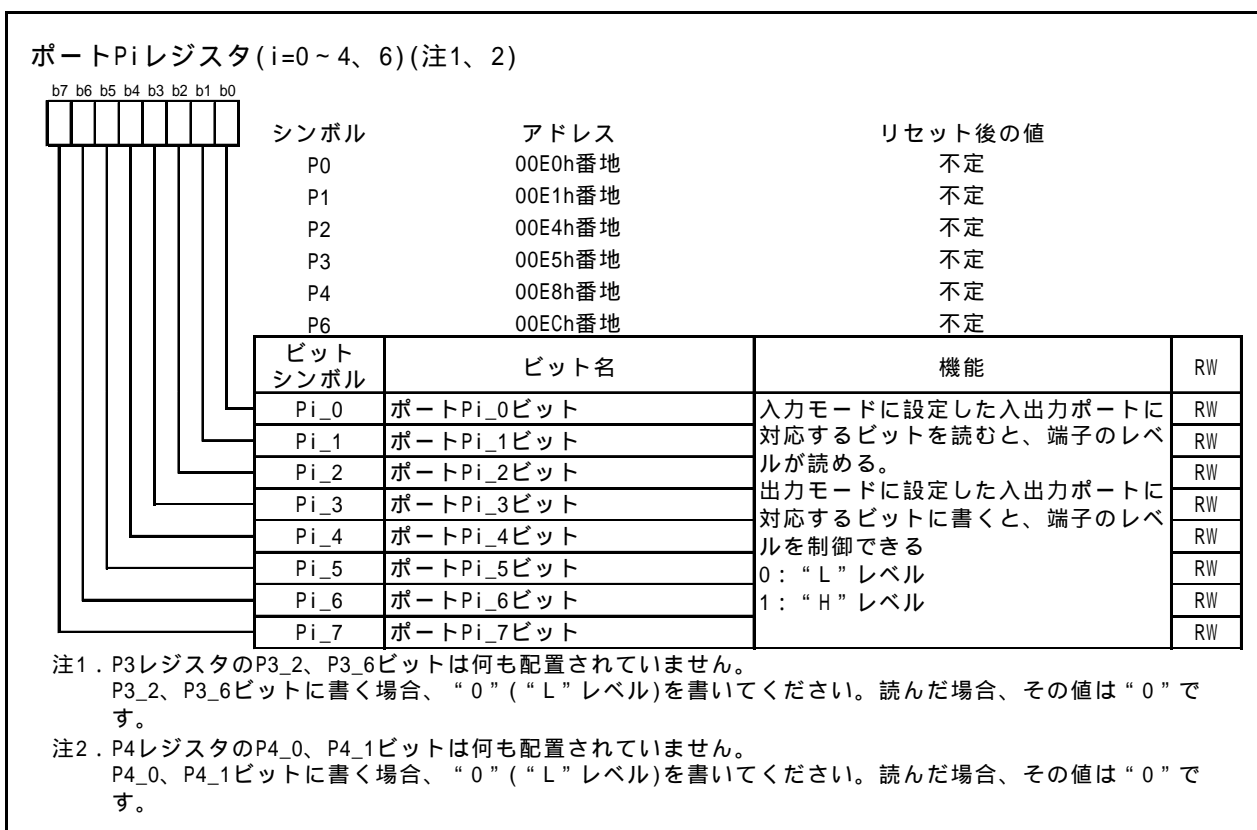 ポートPiレジスタ(i=0~4、6)(注1、2)
b7 b6 b5 b4 b3 b2 b1 b0
シンボル アドレス リセット後の値
P0 00E0h番地 不定
P1 00E1h番地 不定
P2 00E4h番地 不定
P3 00E5h番地 不定
P4 00E8h番地 不定
P6 00ECh番地 不定
ビット
シンボル ビット名 機能 RW
Pi_0 ポートPi_0ビット 入力モードに設定した入出力ポートに RW
Pi_1 ポートPi_1ビット 対応するビットを読むと、端子のレベ RW
Pi_2 ポートPi_2ビット ルが読める。 RW
Pi_3 ポートPi_3ビット 出力モードに設定した入出力ポートに RW
Pi_4 ポートPi_4ビット 対応するビットに書くと、端子のレベ RW
ルを制御できる
Pi_5 ポートPi_5ビット 0:“L”レベル RW
Pi_6 ポートPi_6ビット 1:“H”レベル RW
Pi_7 ポートPi_7ビット RW
注1.P3レジスタのP3_2、P3_6ビットは何も配置されていません。
P3_2、P3_6ビットに書く場合、“0”(“L”レベル)を書いてください。読んだ場合、その値は“0”で
す。
注2.P4レジスタのP4_0、P4_1ビットは何も配置されていません。
P4_0、P4_1ビットに書く場合、“0”(“L”レベル)を書いてください。読んだ場合、その値は“0”で
す。